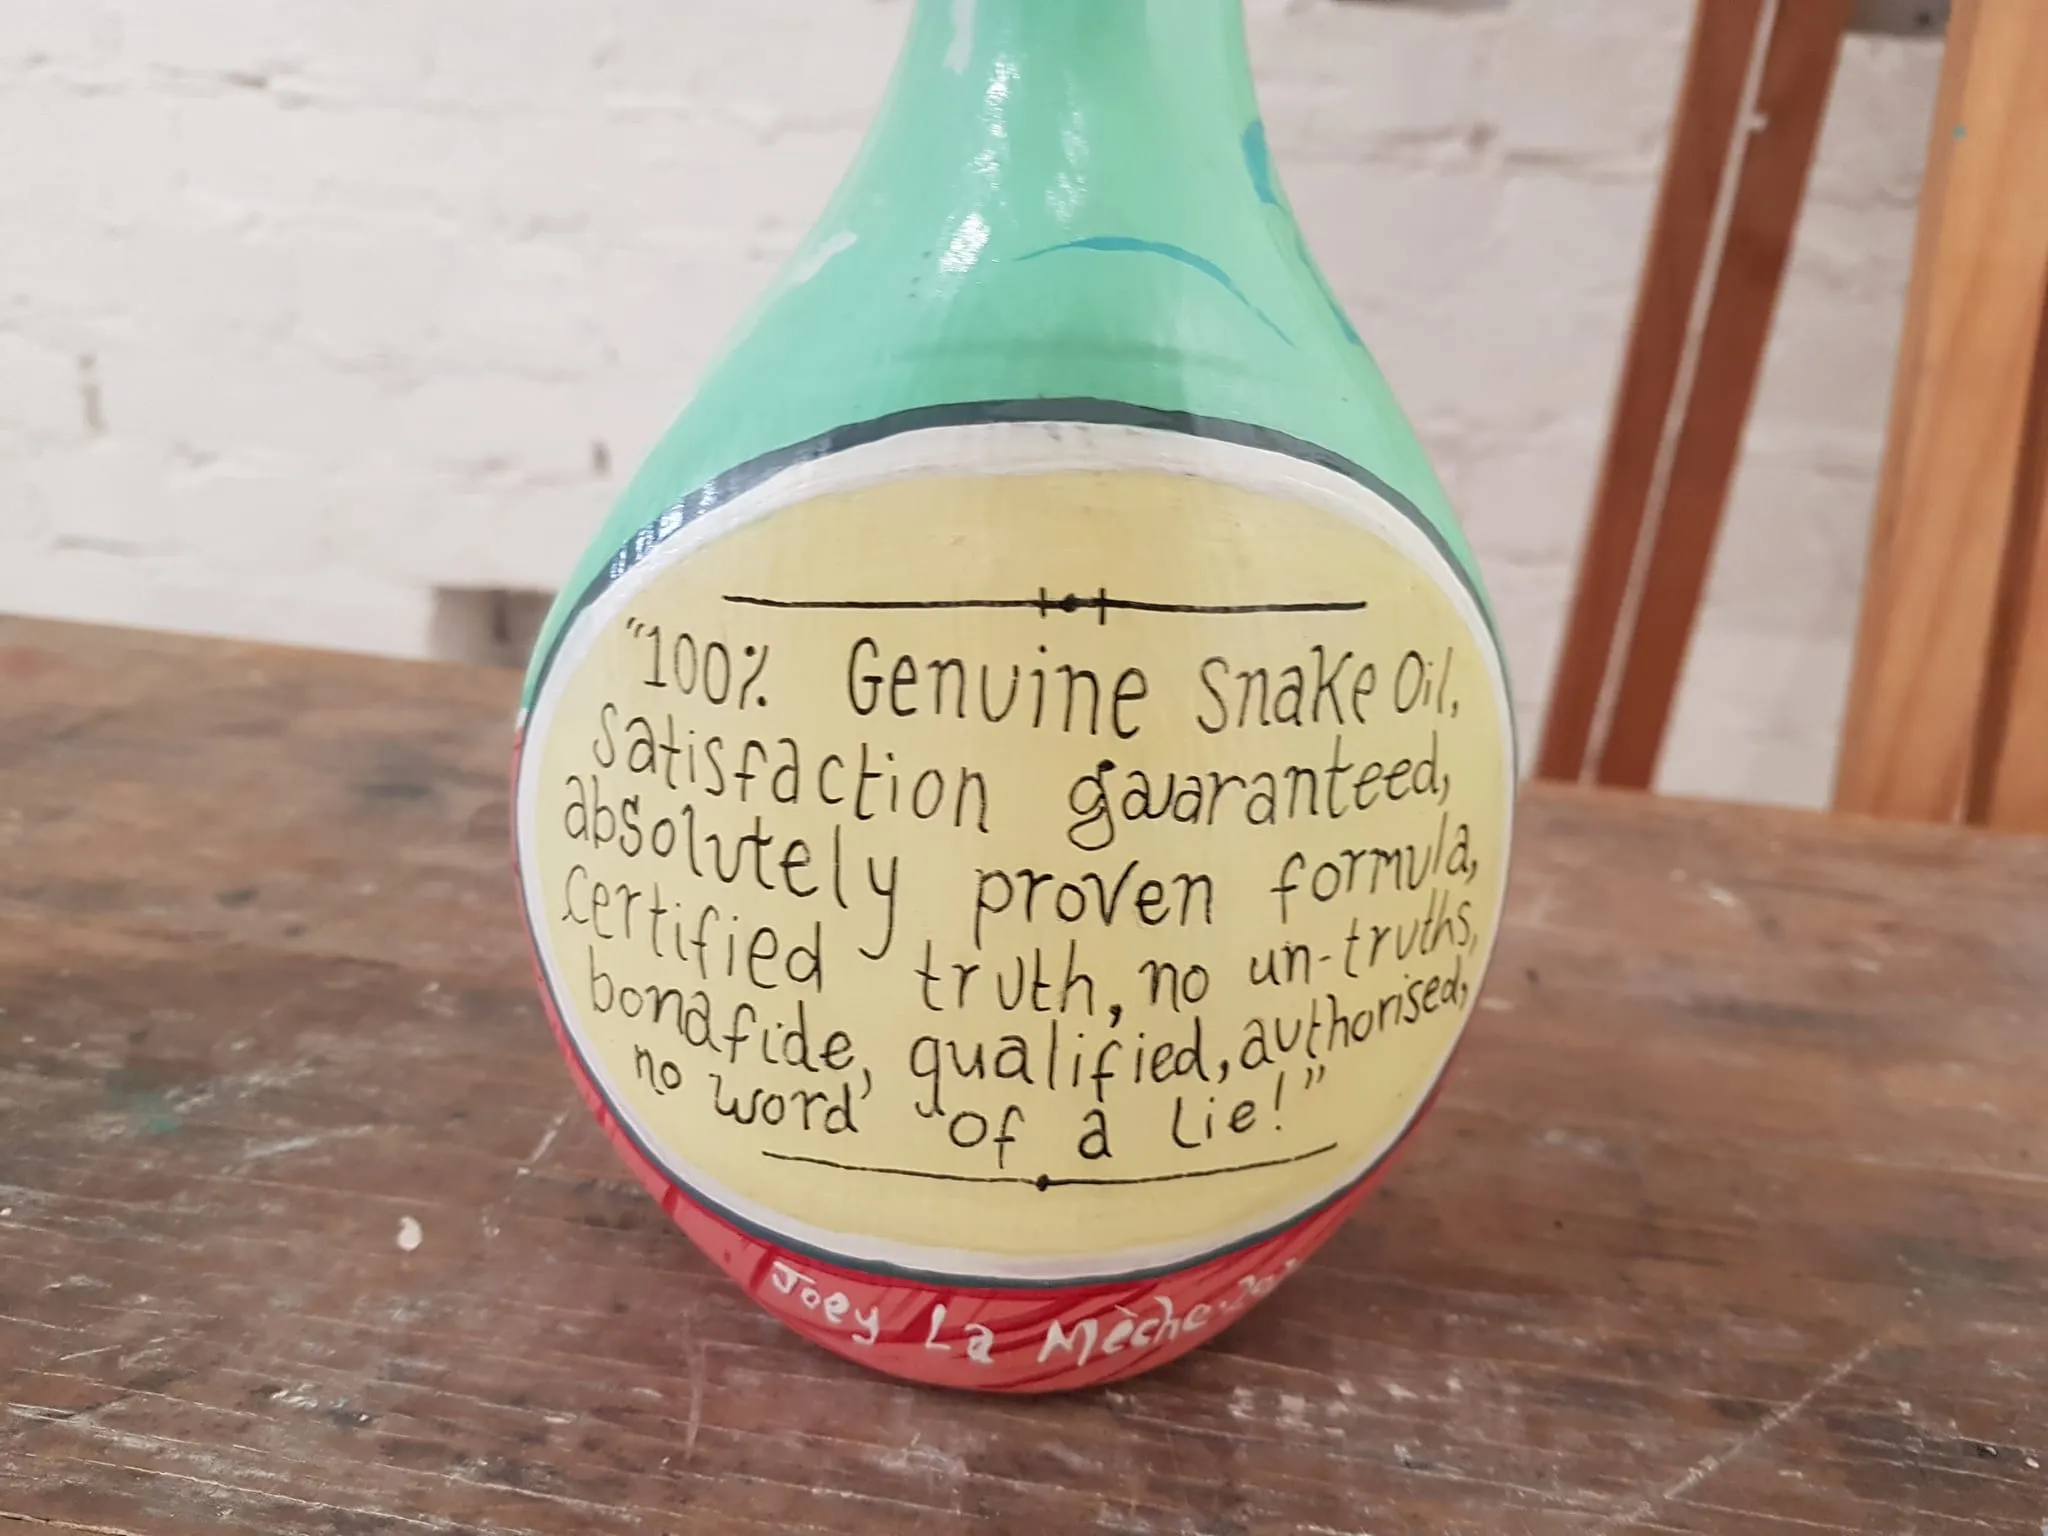 "100% Genuine Snake Oil,
Satisfaction gauaranteed,
absolutely proven formula,
Certified truth, no un-truths,
bonafide, qualified, authorised,
no word of a Lie!"
Joey La Mèche